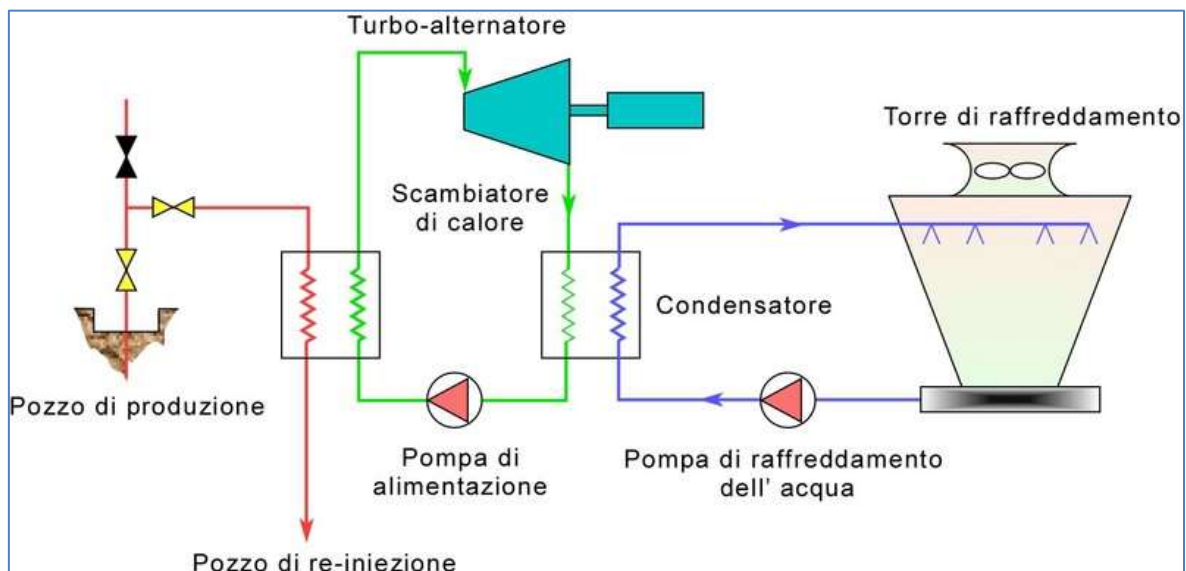 Turbo-alternatore
Torre di raffreddamento
Scambiatore
di calore
Condensatore
Pozzo di produzione
Pompa di
alimentazione
Pompa di raffreddamento
dell' acqua
Pozzo di re-iniezione